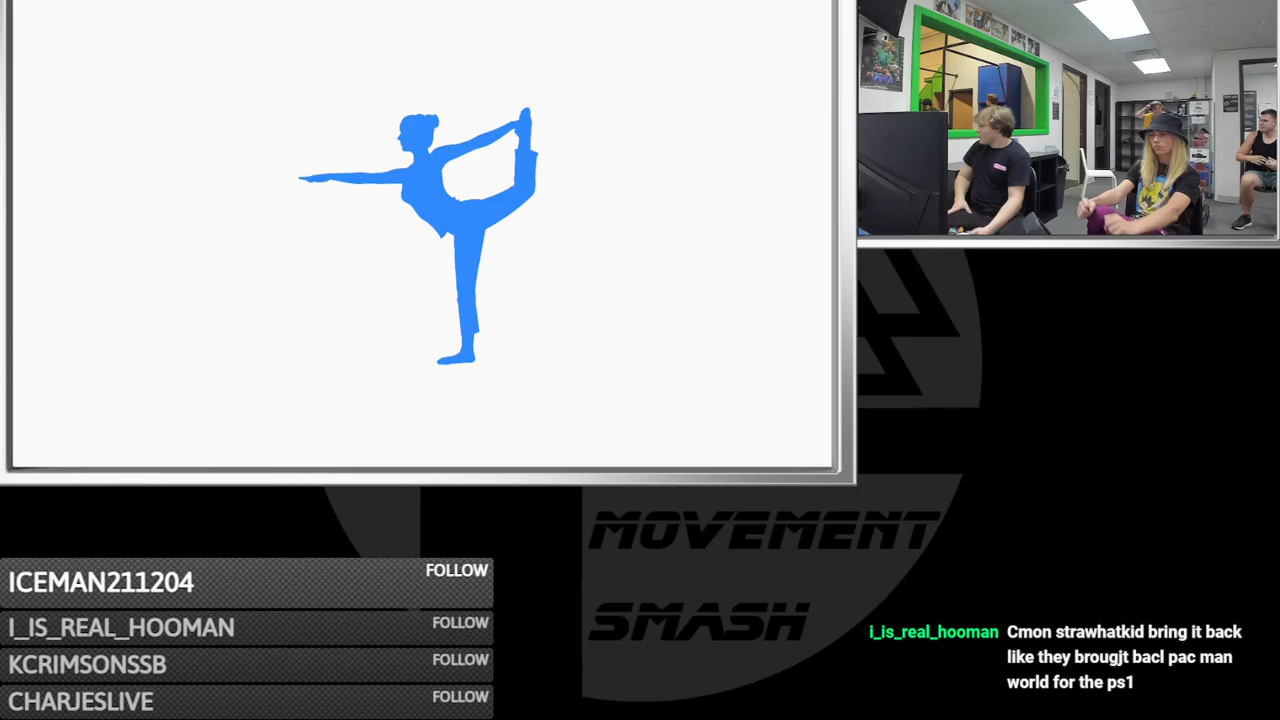 MOVEMENT
SMASH
ICEMAN211204 FOLLOW
I_IS_REAL_HOOMAN FOLLOW
KCRIMSONSSB FOLLOW
CHARJESLIVE FOLLOW
i_is_real_hooman Cmon strawhatkid bring it back
like they brougjt bacl pac man
world for the ps1